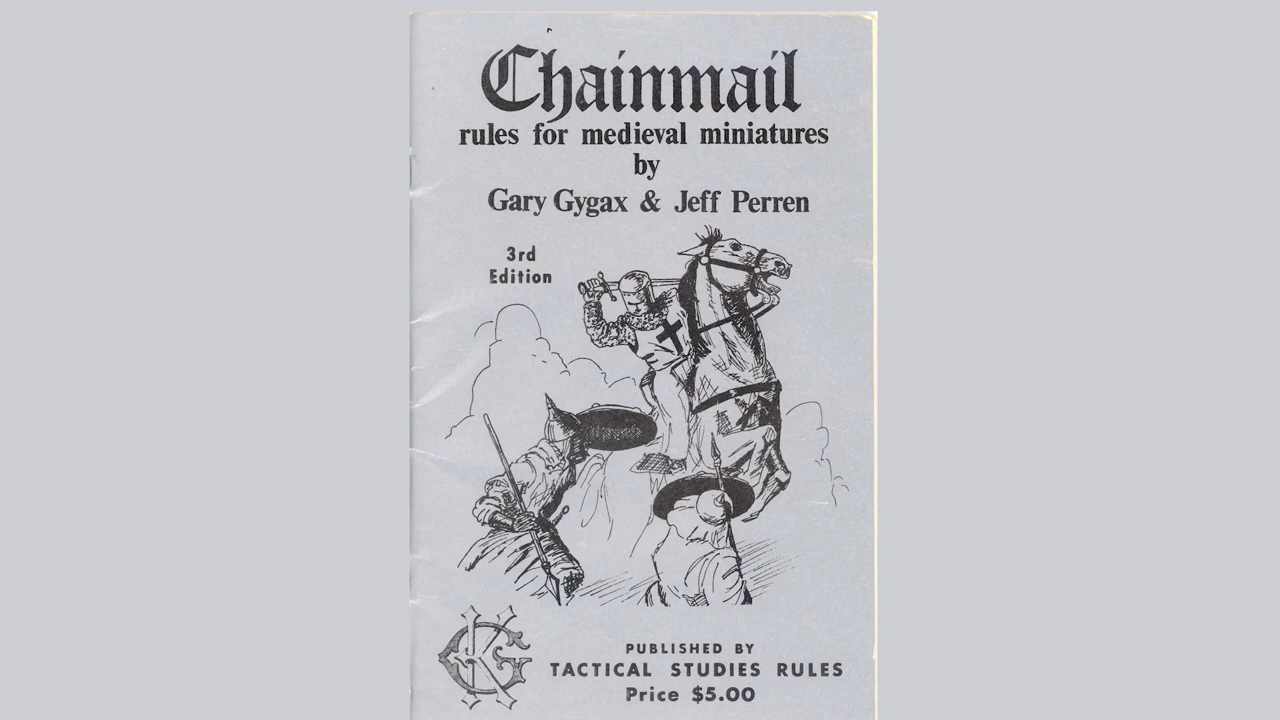 Chainmail
rules for medieval miniatures
by
Gary Gygax & Jeff Perren
3rd
Edition
GK
PUBLISHED BY
TACTICAL STUDIES RULES
Price $5.00